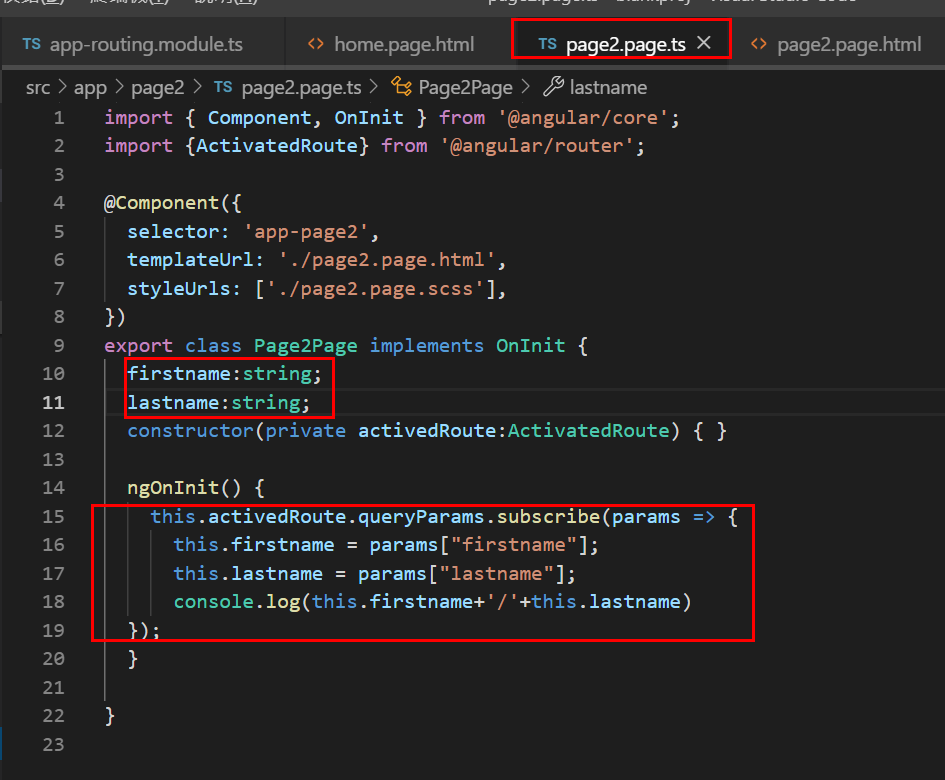 app-routing.module.ts
home.page.html
page2.page.ts
page2.page.html
src > app > page2 > TS page2.page.ts > Page2Page > lastname
1 import { Component, OnInit } from '@angular/core';
2 import {ActivatedRoute} from '@angular/router';
3
4 @Component({
5 selector: 'app-page2',
6 templateUrl: './page2.page.html',
7 styleUrls: ['./page2.page.scss'],
8 })
9 export class Page2Page implements OnInit {
10 firstname:string;
11 lastname:string;
12 constructor(private activedRoute:ActivatedRoute) { }
13
14 ngOnInit() {
15 this.activedRoute.queryParams.subscribe(params => {
16 this.firstname = params["firstname"];
17 this.lastname = params["lastname"];
18 console.log(this.firstname+'/'+this.lastname)
19 });
20 }
21
22 }
23